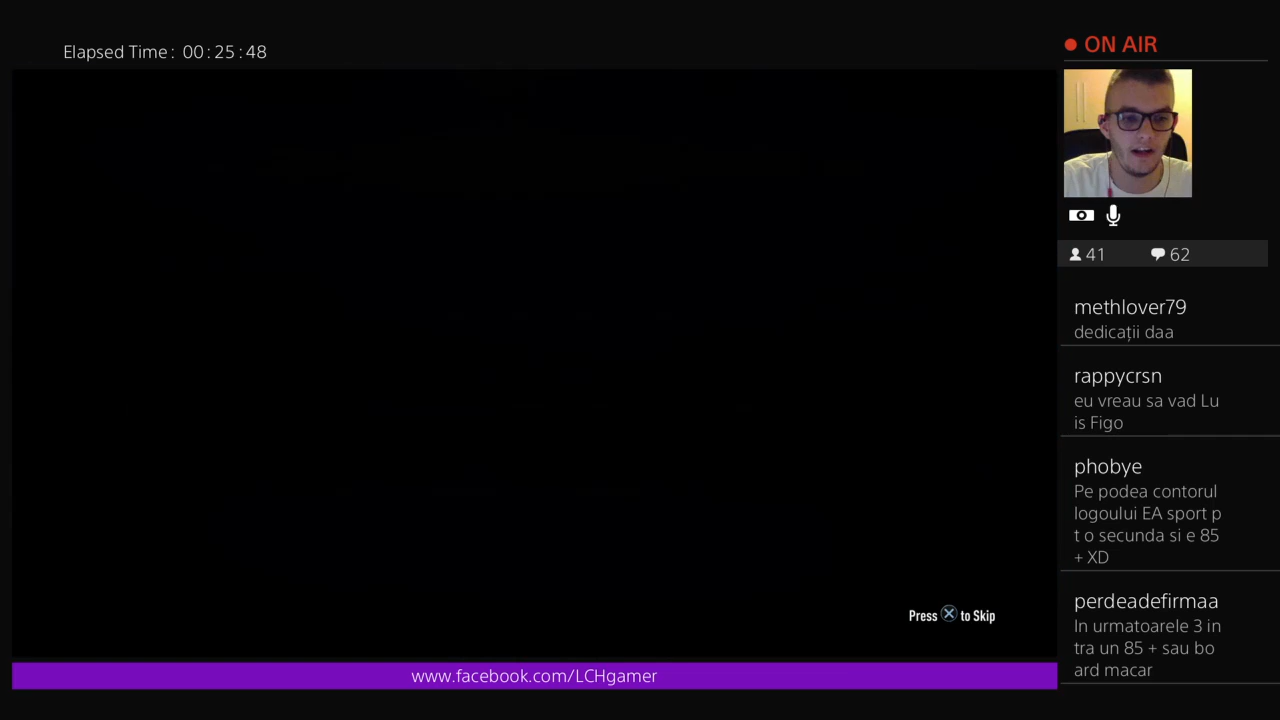 Elapsed Time: 00:25:48
ON AIR
41 62
methlover79
dedicații daa
rappycrsn
eu vreau sa vad Lu
is Figo
phobye
Pe podea contorul
logoului EA sport p
t o secunda si e 85
+ XD
perdeadefirmaa
In urmatoarele 3 in
tra un 85 + sau bo
ard macar
Press to Skip
www.facebook.com/LCHgamer